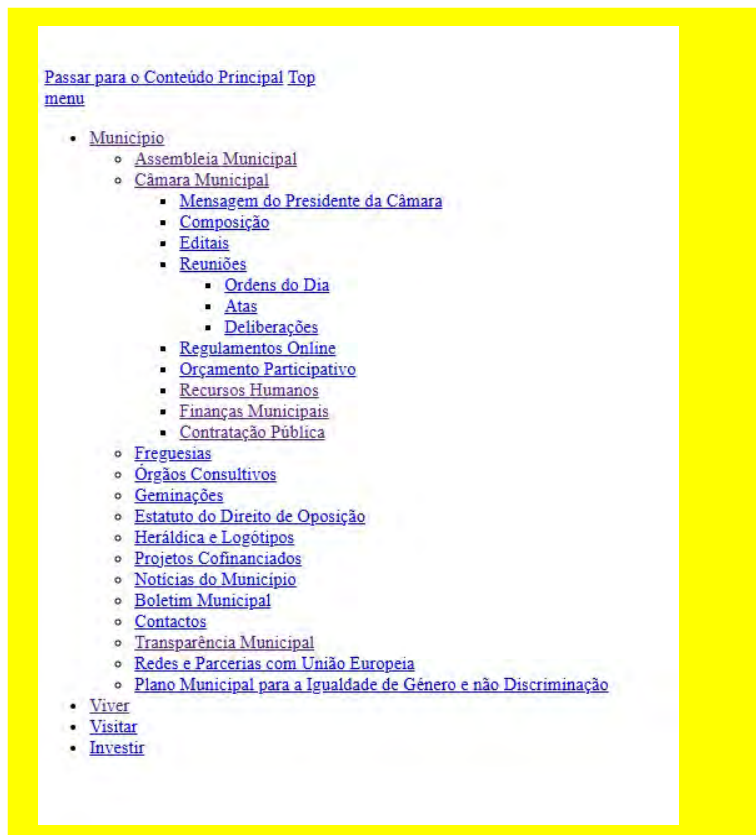 Passar para o Conteúdo Principal Top
menu
Município
Assembleia Municipal
Câmara Municipal
Mensagem do Presidente da Câmara
Composição
Editais
Reuniões
Ordens do Dia
Atas
Deliberações
Regulamentos Online
Orçamento Participativo
Recursos Humanos
Finanças Municipais
Contratação Pública
Freguesias
Órgãos Consultivos
Geminações
Estatuto do Direito de Oposição
Heráldica e Logótipos
Projetos Cofinanciados
Notícias do Município
Boletim Municipal
Contactos
Transparência Municipal
Redes e Parcerias com União Europeia
Plano Municipal para a Igualdade de Género e não Discriminação
Viver
Visitar
Investir